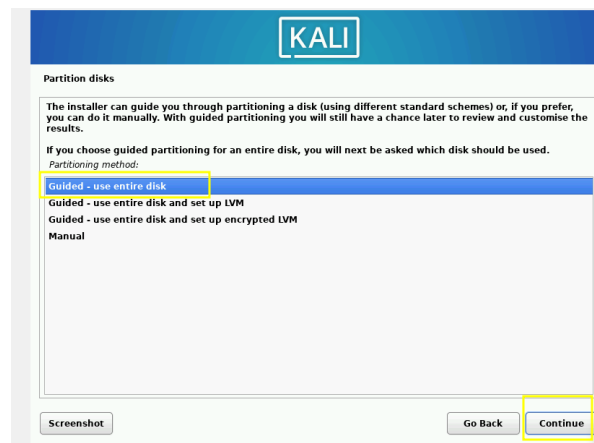 KALI
Partition disks
The installer can guide you through partitioning a disk (using different standard schemes) or, if you prefer,
you can do it manually. With guided partitioning you will still have a chance later to review and customise the
results.
If you choose guided partitioning for an entire disk, you will next be asked which disk should be used.
Partitioning method:
Guided - use entire disk
Guided - use entire disk and set up LVM
Guided - use entire disk and set up encrypted LVM
Manual
Screenshot
Go Back
Continue